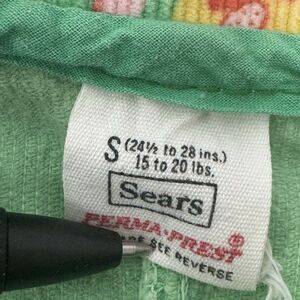 S (24½ to 28 ins.)
15 to 20 lbs.
Sears
PERMA-PREST®
SEE REVERSE